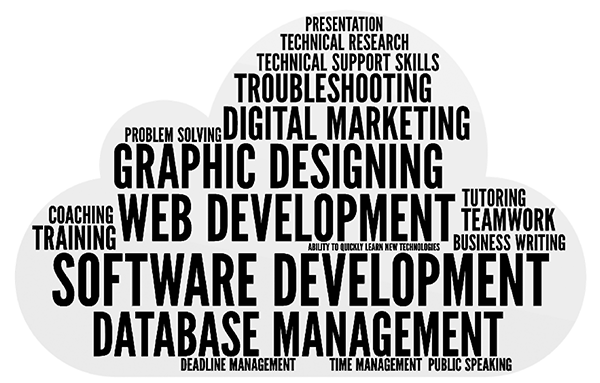 PRESENTATION
TECHNICAL RESEARCH
TECHNICAL SUPPORT SKILLS
TROUBLESHOOTING
PROBLEM SOLVING
DIGITAL MARKETING
GRAPHIC DESIGNING
COACHING
TRAINING
WEB DEVELOPMENT
TUTORING
TEAMWORK
BUSINESS WRITING
ABILITY TO QUICKLY LEARN NEW TECHNOLOGIES
SOFTWARE DEVELOPMENT
DATABASE MANAGEMENT
DEADLINE MANAGEMENT
TIME MANAGEMENT
PUBLIC SPEAKING